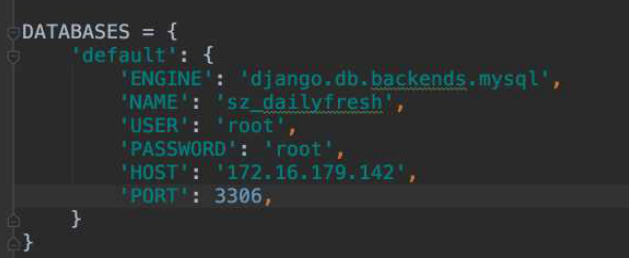 DATABASES = {
    'default': {
        'ENGINE': 'django.db.backends.mysql',
        'NAME': 'sz_dailyfresh',
        'USER': 'root',
        'PASSWORD': 'root',
        'HOST': '172.16.179.142',
        'PORT': 3306,
    }
}